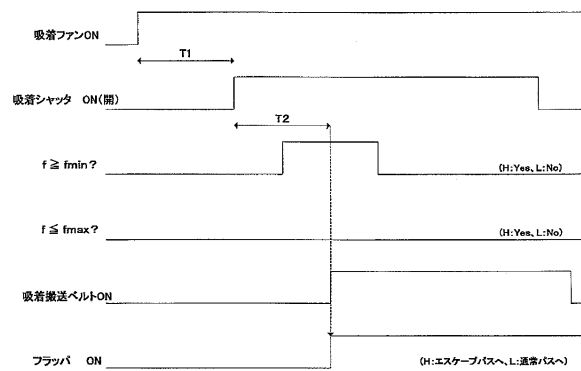 吸着ファンON
T1
吸着シャッタ ON(開)
T2
f ≧ fmin?
(H:Yes、L:No)
f ≦ fmax?
(H:Yes、L:No)
吸着搬送ベルトON
フラッパ ON
(H:エスケープパスへ、L:通常パスへ)